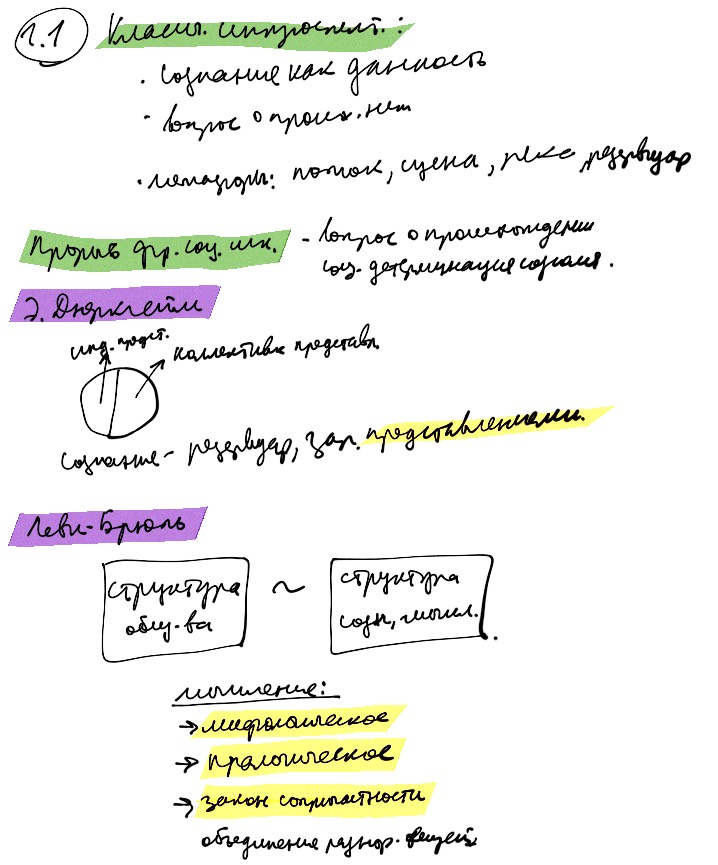 1.1 Классич. интроспект.:
· сознание как данность
· вопрос о происх. нет
· метафоры: поток, сцена, река, резервуар
Прорыв фр. соц. шк. - вопрос о происхождении
соц. детерминация сознания.
Э. Дюркгейм
инд. предст.
коллективн представл.
сознание - резервуар, зап. представлениями.
Леви-Брюль
структура
общ-ва
~
структура
созн, мышл.
мышление:
→ мифологическое
→ пралогическое
→ закон сопричастности
объединение разнор. вещей